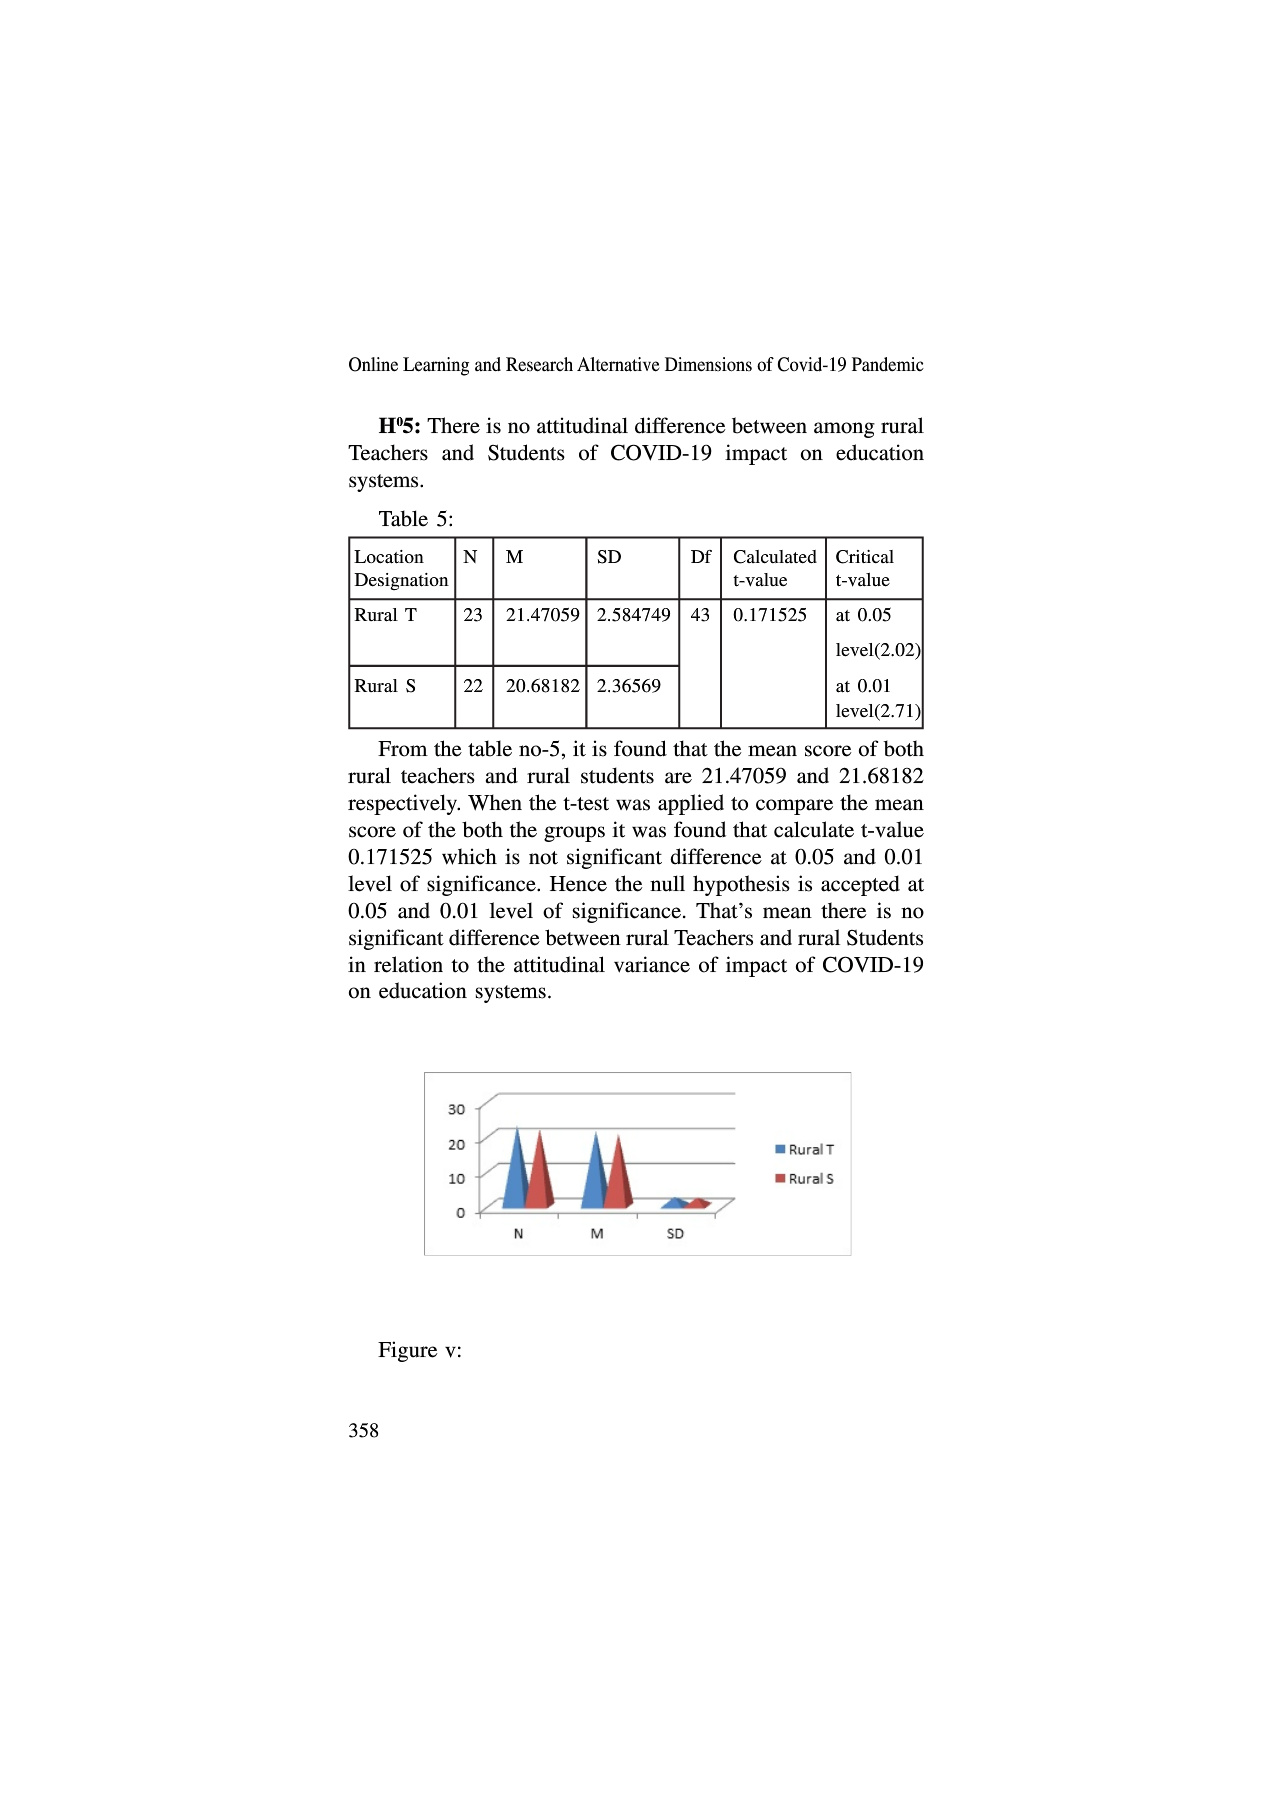 Online Learning and Research Alternative Dimensions of Covid-19 Pandemic
H⁰5: There is no attitudinal difference between among rural
Teachers and Students of COVID-19 impact on education
systems.
Table 5:
Location Designation N M SD Df Calculated t-value Critical t-value
Rural T 23 21.47059 2.584749 43 0.171525 at 0.05 level(2.02)
Rural S 22 20.68182 2.36569 at 0.01 level(2.71)
From the table no-5, it is found that the mean score of both
rural teachers and rural students are 21.47059 and 21.68182
respectively. When the t-test was applied to compare the mean
score of the both the groups it was found that calculate t-value
0.171525 which is not significant difference at 0.05 and 0.01
level of significance. Hence the null hypothesis is accepted at
0.05 and 0.01 level of significance. That’s mean there is no
significant difference between rural Teachers and rural Students
in relation to the attitudinal variance of impact of COVID-19
on education systems.
30
20
10
0
N M SD
Rural T
Rural S
Figure v:
358